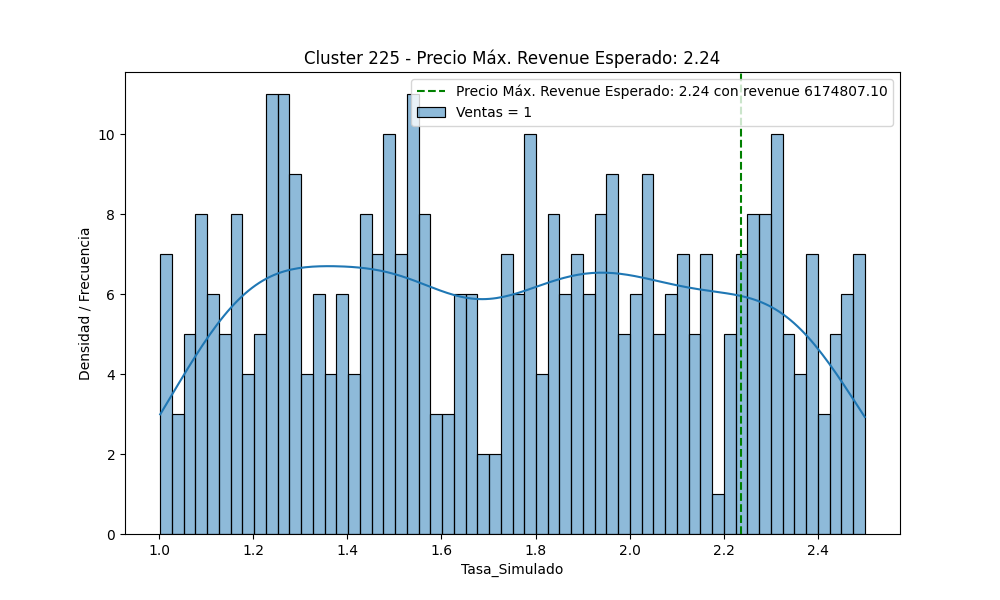 Cluster 225 - Precio Máx. Revenue Esperado: 2.24
Precio Máx. Revenue Esperado: 2.24 con revenue 6174807.10
Ventas = 1
Densidad / Frecuencia
10
8
6
4
2
0
1.0 1.2 1.4 1.6 1.8 2.0 2.2 2.4
Tasa_Simulado